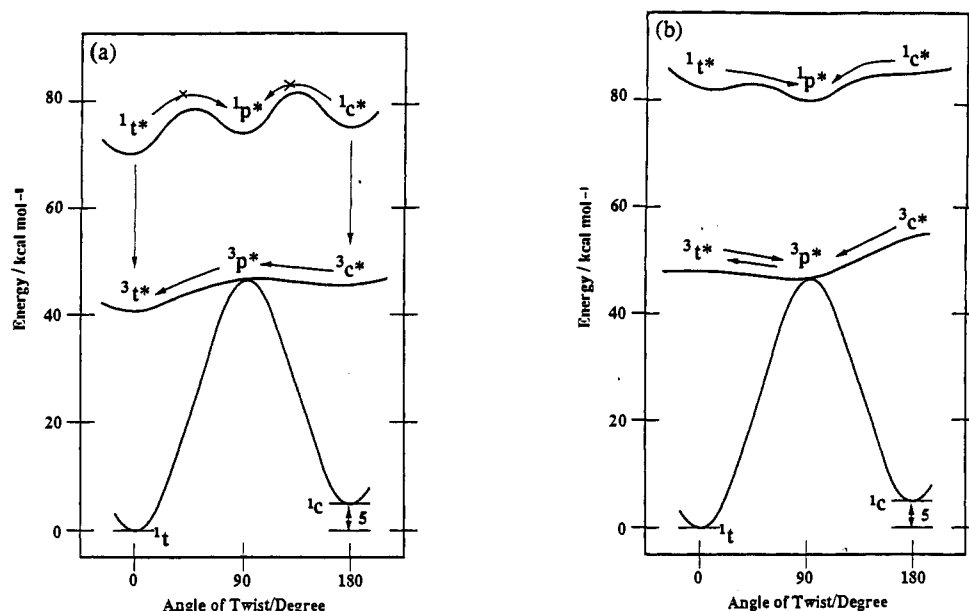 (a)
¹t*
¹p*
¹c*
³t*
³p*
³c*
¹t
¹c
5
80
60
40
20
0
Energy / kcal mol⁻¹
0
90
180
Angle of Twist/Degree
(b)
¹t*
¹p*
¹c*
³t*
³p*
³c*
¹t
¹c
5
80
60
40
20
0
Energy / kcal mol⁻¹
0
90
180
Angle of Twist/Degree